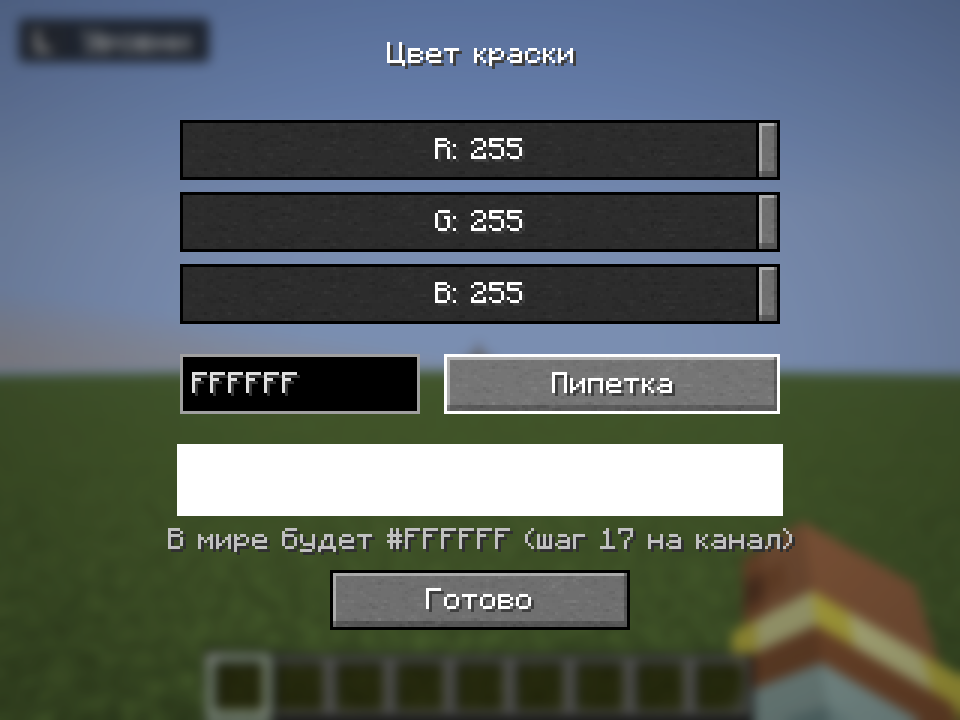 Цвет краски
R: 255
G: 255
B: 255
FFFFFF
Пипетка
В мире будет #FFFFFF (шаг 17 на канал)
Готово